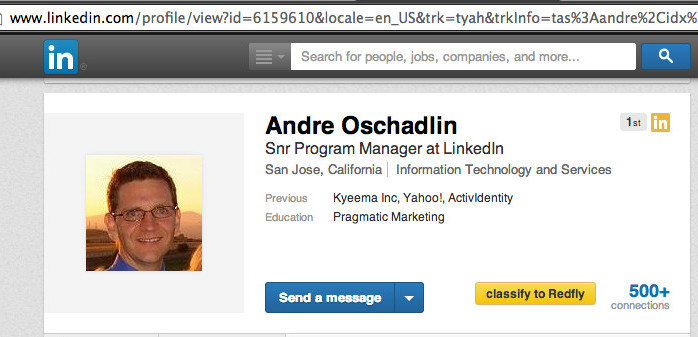 www.linkedin.com/profile/view?id=6159610&locale=en_US&trk=tyah&trkInfo=tas%3Aandre%2Cidx%
in Search for people, jobs, companies, and more...
Andre Oschadlin 1st in
Snr Program Manager at LinkedIn
San Jose, California | Information Technology and Services
Previous Kyeema Inc, Yahoo!, ActivIdentity
Education Pragmatic Marketing
Send a message classify to Redfly 500+
connections